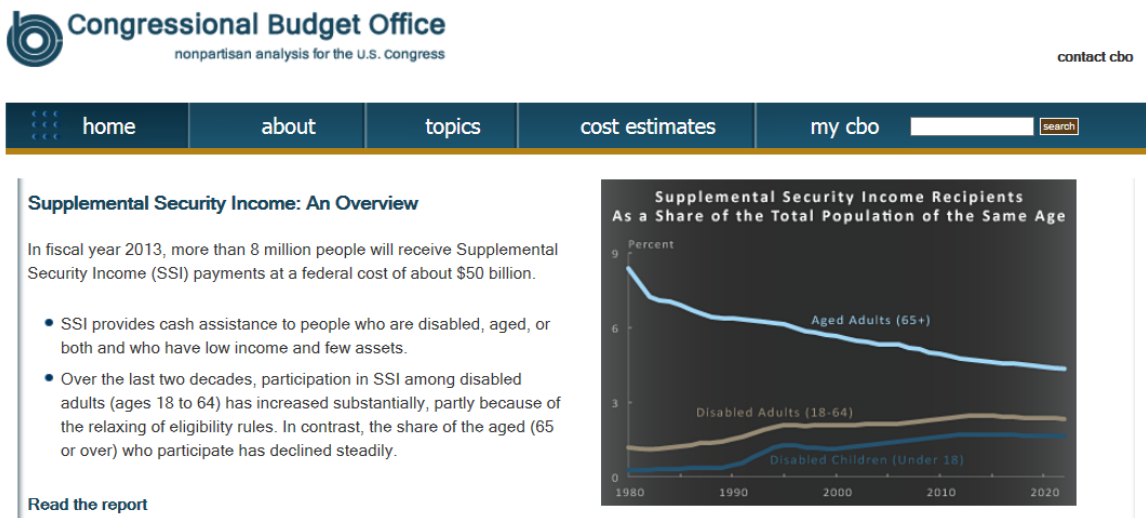 Congressional Budget Office
nonpartisan analysis for the U.S. Congress
contact cbo
home about topics cost estimates my cbo search
Supplemental Security Income: An Overview
In fiscal year 2013, more than 8 million people will receive Supplemental
Security Income (SSI) payments at a federal cost of about $50 billion.
• SSI provides cash assistance to people who are disabled, aged, or
both and who have low income and few assets.
• Over the last two decades, participation in SSI among disabled
adults (ages 18 to 64) has increased substantially, partly because of
the relaxing of eligibility rules. In contrast, the share of the aged (65
or over) who participate has declined steadily.
Read the report
Supplemental Security Income Recipients
As a Share of the Total Population of the Same Age
Percent
9
Aged Adults (65+)
6
3
Disabled Adults (18-64)
Disabled Children (Under 18)
0
1980 1990 2000 2010 2020